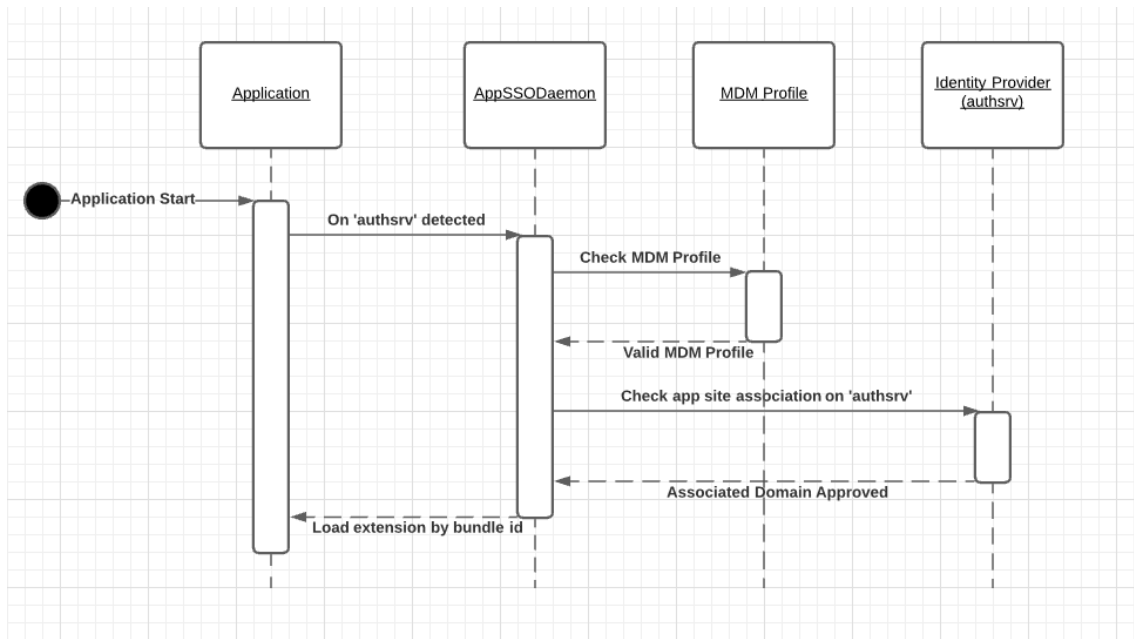 Application
AppSSODaemon
MDM Profile
Identity Provider
(authsrv)
Application Start
On 'authsrv' detected
Check MDM Profile
Valid MDM Profile
Check app site association on 'authsrv'
Associated Domain Approved
Load extension by bundle id